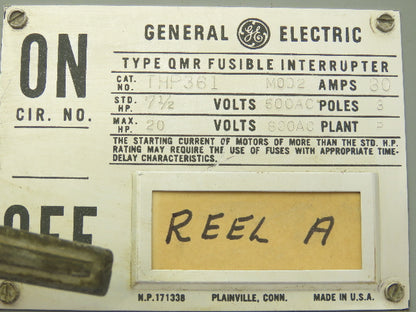 ON
CIR. NO.
OFF
GENERAL GE ELECTRIC
TYPE QMR FUSIBLE INTERRUPTER
CAT. NO. THP361 MOD2 AMPS 30
STD. HP. 7½ VOLTS 600AC POLES 3
MAX. HP. 20 VOLTS 600AC PLANT P
THE STARTING CURRENT OF MOTORS OF MORE THAN THE STD. H.P.
RATING MAY REQUIRE THE USE OF FUSES WITH APPROPRIATE TIME-
DELAY CHARACTERISTICS.
REEL A
N.P. 171338 PLAINVILLE, CONN. MADE IN U.S.A.